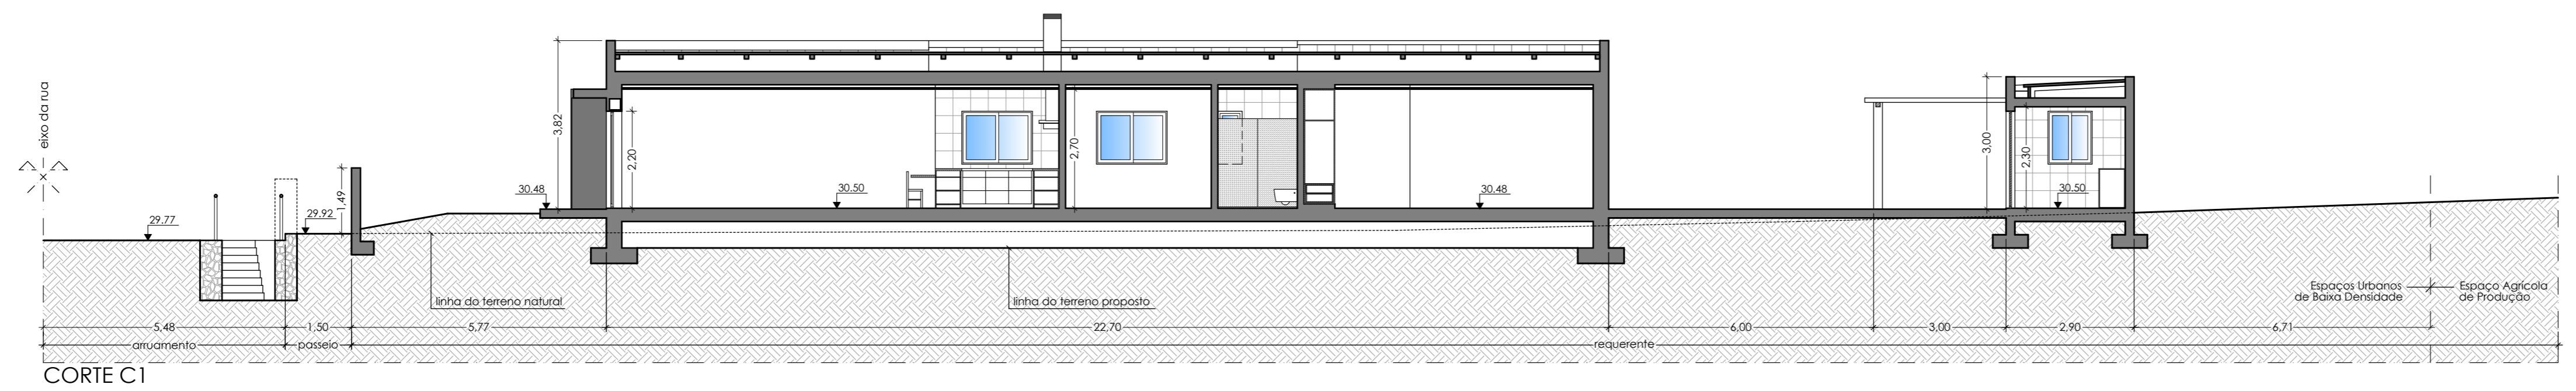 eixo da rua
29.77
29.92
1,49
30.48
3,82
2,20
30.50
2,70
30.48
3,00
2,30
30.50
linha do terreno natural
linha do terreno proposto
Espaços Urbanos
de Baixa Densidade
Espaço Agrícola
de Produção
5,48
1,50
5,77
22,70
6,00
3,00
2,90
6,71
arruamento
passeio
requerente
CORTE C1